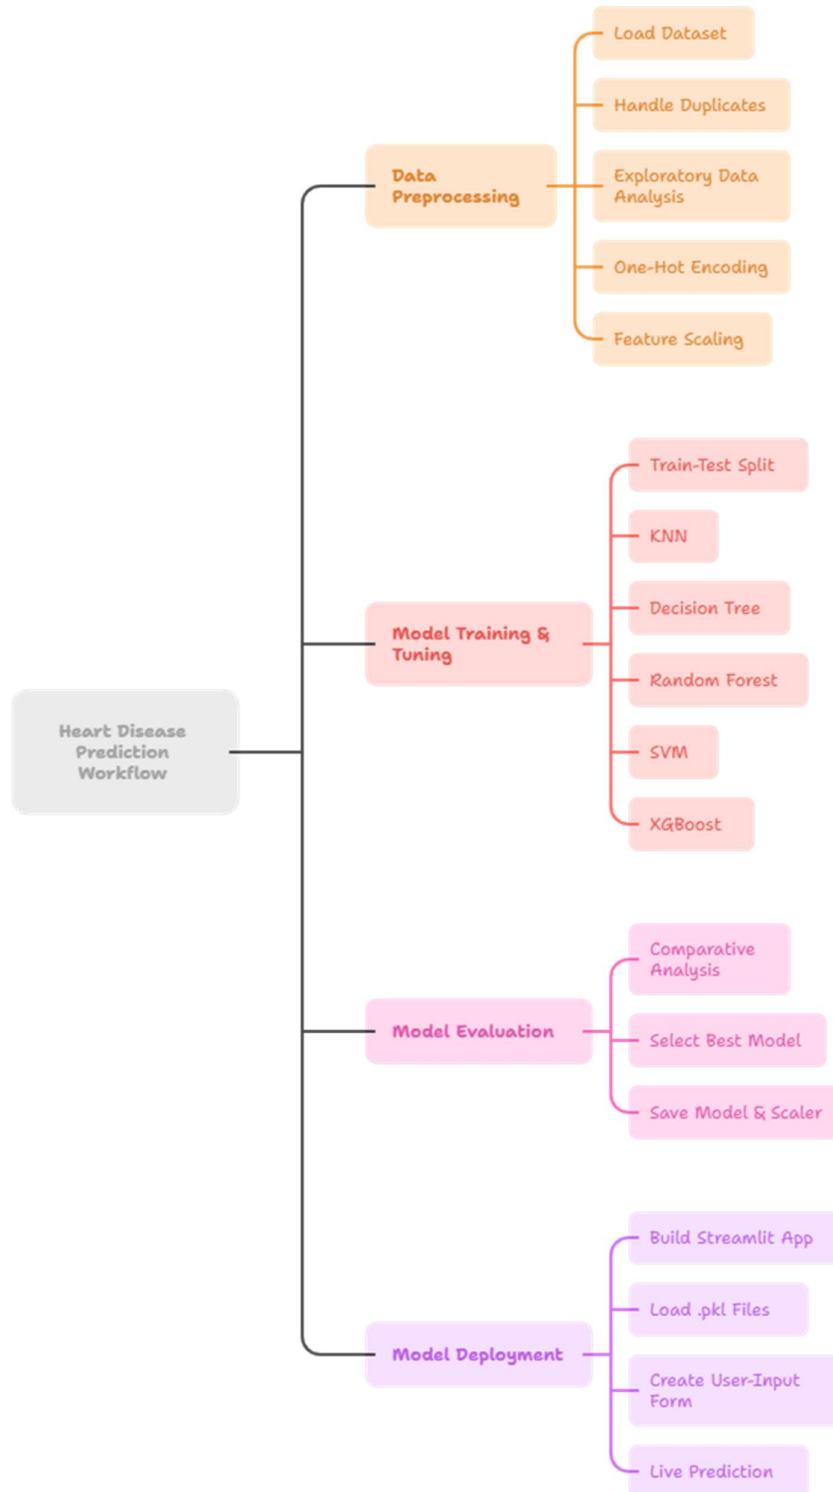 Load Dataset
Handle Duplicates
Data
Preprocessing
Exploratory Data
Analysis
One-Hot Encoding
Feature Scaling
Train-Test Split
KNN
Decision Tree
Model Training &
Tuning
Random Forest
SVM
XGBoost
Heart Disease
Prediction
Workflow
Comparative
Analysis
Model Evaluation
Select Best Model
Save Model & Scaler
Build Streamlit App
Load .pkl Files
Model Deployment
Create User-Input
Form
Live Prediction